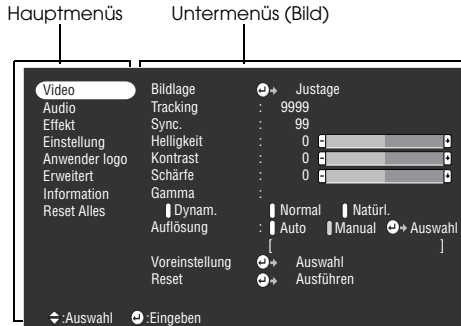 Hauptmenüs Untermenüs (Bild)
Video Bildlage Justage
Audio Tracking : 9999
Effekt Sync. : 99
Einstellung Helligkeit : 0 - +
Anwender logo Kontrast : 0 - +
Erweitert Schärfe : 0 - +
Information Gamma :
Reset Alles Dynam. Normal Natürl.
Auflösung : Auto Manual Auswahl
[ ]
Voreinstellung Auswahl
Reset Ausführen
:Auswahl :Eingeben